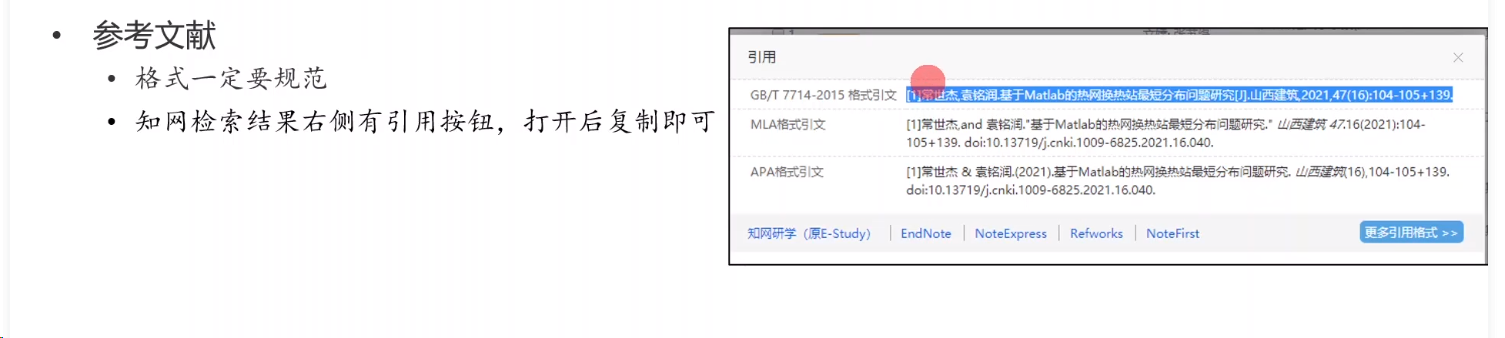 参考文献
格式一定要规范
知网检索结果右侧有引用按钮，打开后复制即可
引用
GB/T 7714-2015 格式引文 [1]常世杰,袁铭润.基于Matlab的热网换热站最短分布问题研究[J].山西建筑,2021,47(16):104-105+139.
MLA格式引文 [1]常世杰,and 袁铭润."基于Matlab的热网换热站最短分布问题研究." 山西建筑 47.16(2021):104-
105+139. doi:10.13719/j.cnki.1009-6825.2021.16.040.
APA格式引文 [1]常世杰 & 袁铭润.(2021).基于Matlab的热网换热站最短分布问题研究. 山西建筑(16),104-105+139.
doi:10.13719/j.cnki.1009-6825.2021.16.040.
知网研学（原E-Study） EndNote NoteExpress Refworks NoteFirst 更多引用格式 >>